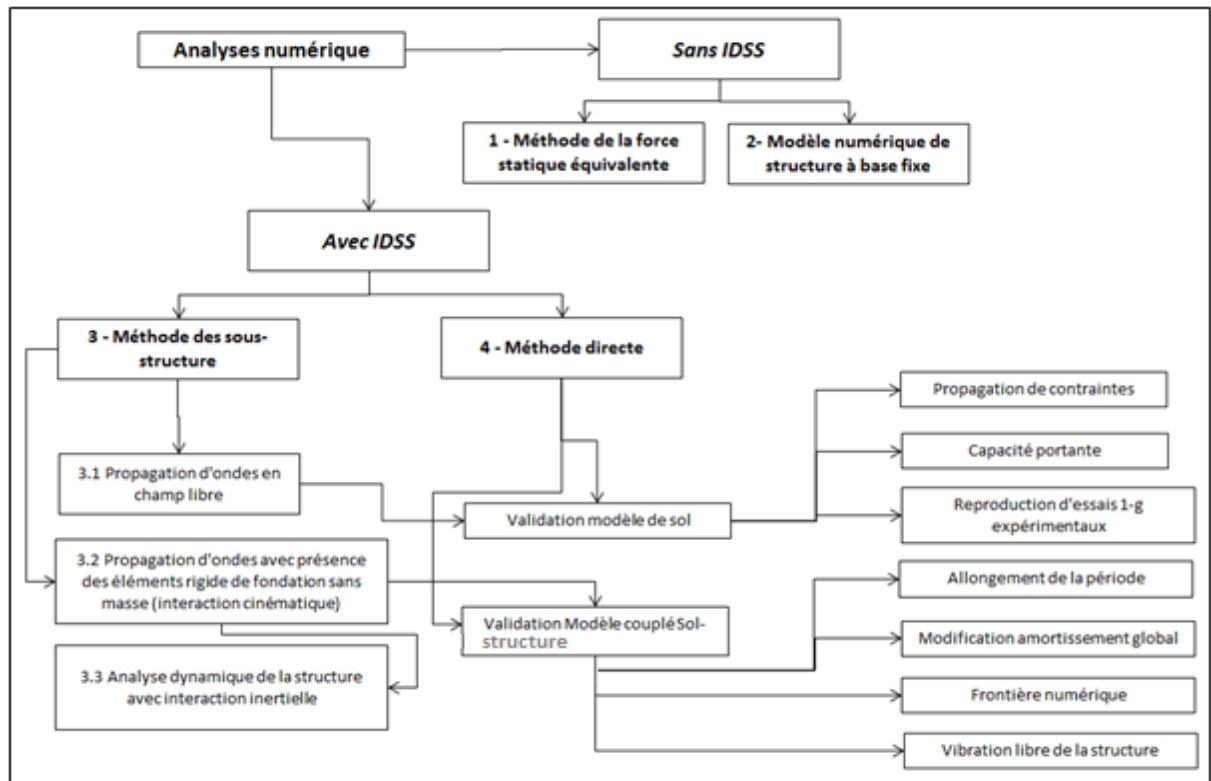 Analyses numérique
Sans IDSS
1 - Méthode de la force
statique équivalente
2- Modèle numérique de
structure à base fixe
Avec IDSS
3 - Méthode des sous-
structure
4 - Méthode directe
3.1 Propagation d'ondes en
champ libre
3.2 Propagation d'ondes avec présence
des éléments rigide de fondation sans
masse (interaction cinématique)
3.3 Analyse dynamique de la structure
avec interaction inertielle
Validation modèle de sol
Validation Modèle couplé Sol-
structure
Propagation de contraintes
Capacité portante
Reproduction d'essais 1-g
expérimentaux
Allongement de la période
Modification amortissement global
Frontière numérique
Vibration libre de la structure